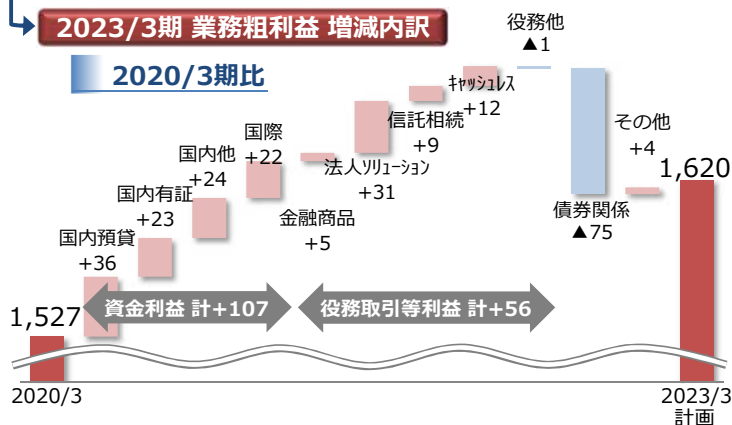 2023/3期 業務粗利益 増減内訳
2020/3期比
1,527
2020/3
国内預貸
+36
国内有証
+23
国内他
+24
国際
+22
金融商品
+5
法人ｿﾘｭｰｼｮﾝ
+31
信託相続
+9
ｷｬｯｼｭﾚｽ
+12
役務他
▲1
債券関係
▲75
その他
+4
1,620
2023/3
計画
資金利益 計+107
役務取引等利益 計+56